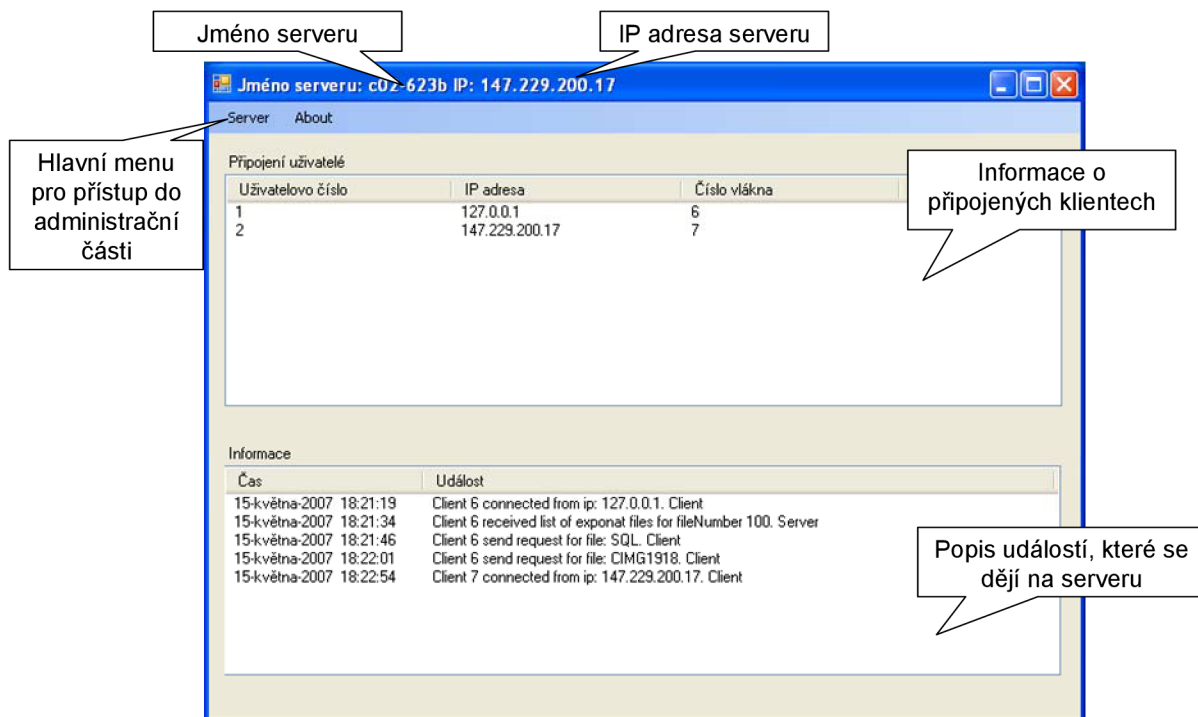 Jméno serveru
IP adresa serveru
Jméno serveru: c02-623b IP: 147.229.200.17
Server About
Hlavní menu
pro přístup do
administrační
části
Připojení uživatelé
Informace o
připojených klientech
Uživatelovo číslo IP adresa Číslo vlákna
1 127.0.0.1 6
2 147.229.200.17 7
Informace
Čas Událost
15-května-2007 18:21:19 Client 6 connected from ip: 127.0.0.1. Client
15-května-2007 18:21:34 Client 6 received list of exponat files for fileNumber 100. Server
15-května-2007 18:21:46 Client 6 send request for file: SQL. Client
15-května-2007 18:22:01 Client 6 send request for file: CIMG1918. Client
15-května-2007 18:22:54 Client 7 connected from ip: 147.229.200.17. Client
Popis událostí, které se
dějí na serveru